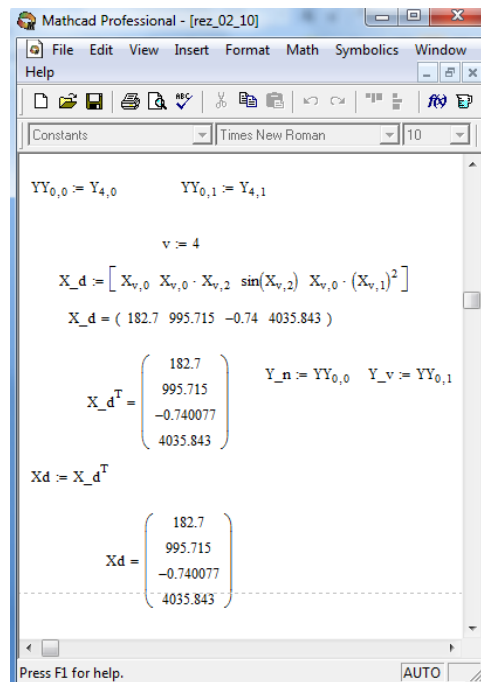 Mathcad Professional - [rez_02_10]
File Edit View Insert Format Math Symbolics Window
Help
Constants Times New Roman 10
YY0,0 := Y4,0 YY0,1 := Y4,1
v := 4
X_d := [ Xv,0 Xv,0 · Xv,2 sin(Xv,2) Xv,0 · (Xv,1)² ]
X_d = ( 182.7 995.715 −0.74 4035.843 )
182.7
995.715
X_dᵀ = Y_n := YY0,0 Y_v := YY0,1
−0.740077
4035.843
Xd := X_dᵀ
182.7
995.715
Xd =
−0.740077
4035.843
Press F1 for help. AUTO